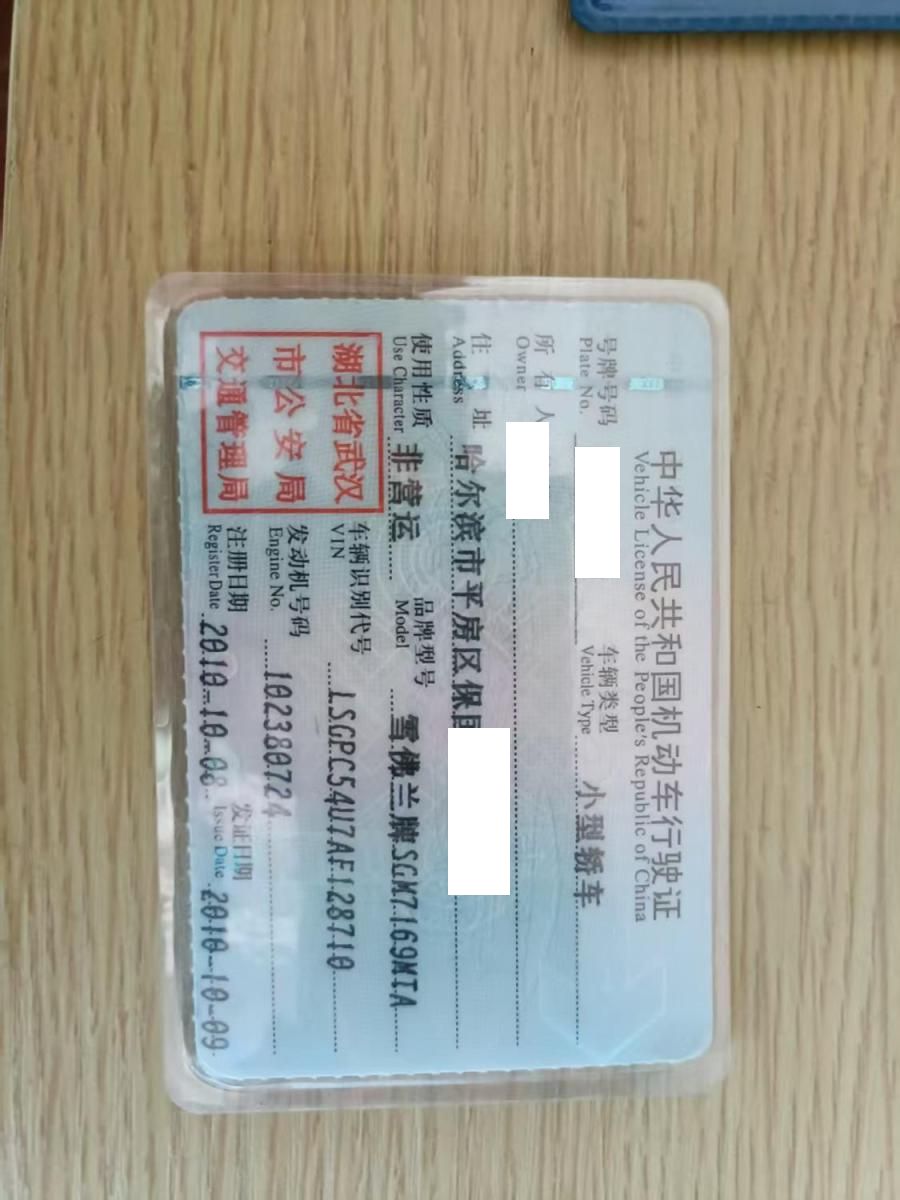 中华人民共和国机动车行驶证
Vehicle License of the People's Republic of China
号牌号码
Plate No.
车辆类型
Vehicle Type
小型轿车
所有人
Owner
住址
Address
哈尔滨市平房区保
使用性质
Use Character
非营运
品牌型号
Model
雪佛兰牌SGM7169MTA
湖北省武汉
市公安局
交通管理局
车辆识别代号
VIN
LSGPC54U7AF128710
发动机号码
Engine No.
102380724
注册日期
Register Date
2010-10-08
发证日期
Issue Date
2010-10-09